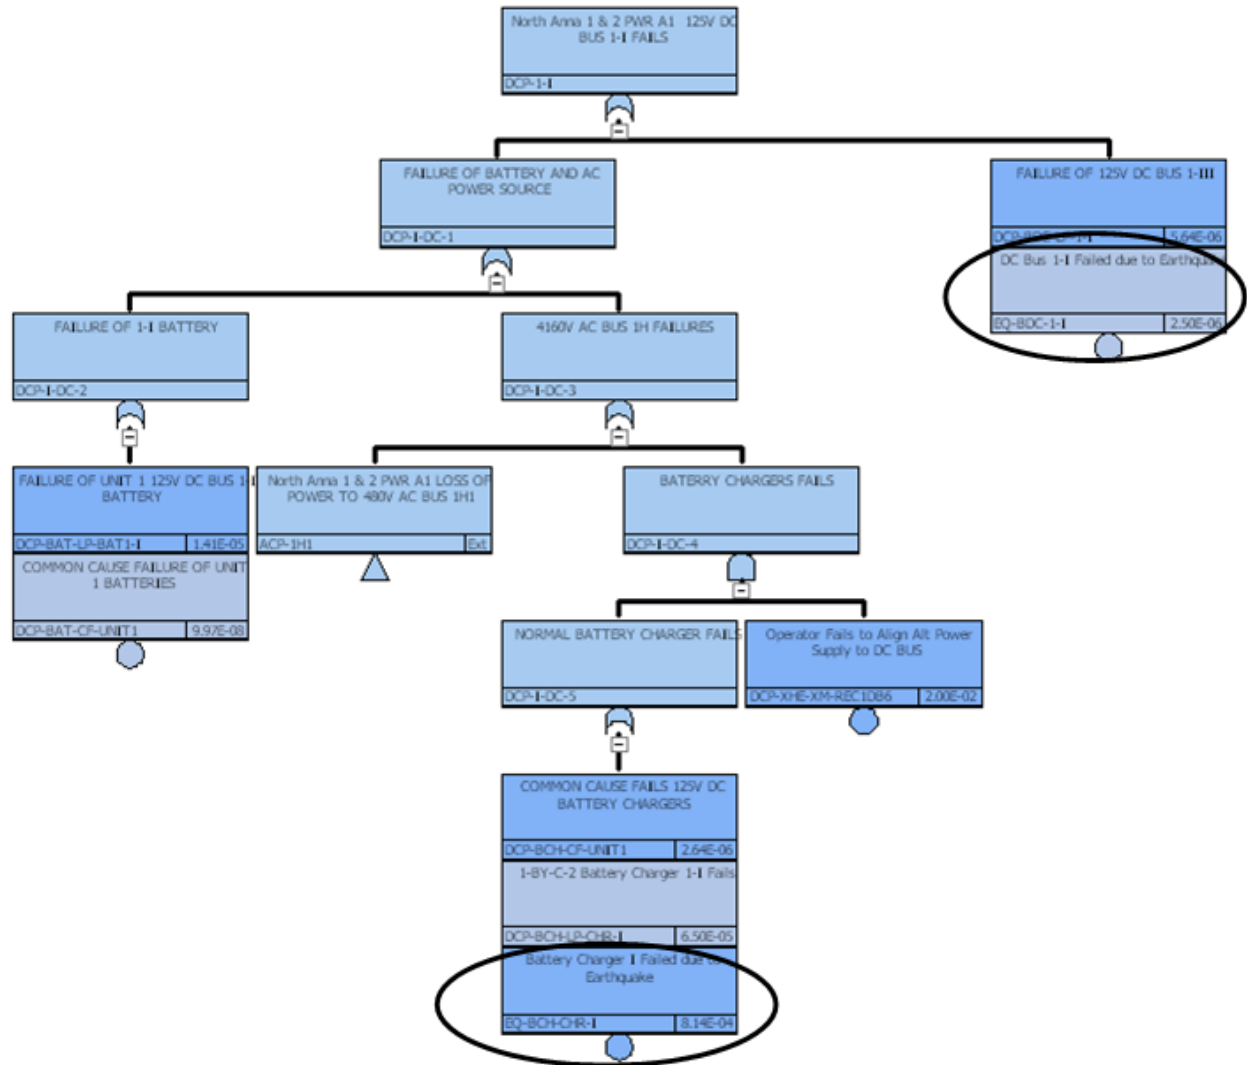 North Anna 1 & 2 PWR A1 125V DC
BUS 1-I FAILS
DCP-1-I
FAILURE OF BATTERY AND AC
POWER SOURCE
DCP-I-DC-1
FAILURE OF 125V DC BUS 1-III
DCP-BDC-LP-1-I 5.64E-06
DC Bus 1-I Failed due to Earthqua
EQ-BDC-1-I 2.50E-06
FAILURE OF 1-I BATTERY
DCP-I-DC-2
4160V AC BUS 1H FAILURES
DCP-I-DC-3
FAILURE OF UNIT 1 125V DC BUS 1-I
BATTERY
DCP-BAT-LP-BAT1-I 1.41E-05
COMMON CAUSE FAILURE OF UNIT
1 BATTERIES
DCP-BAT-CF-UNIT1 9.97E-08
North Anna 1 & 2 PWR A1 LOSS OF
POWER TO 480V AC BUS 1H1
ACP-1H1 Ext
BATERRY CHARGERS FAILS
DCP-I-DC-4
NORMAL BATTERY CHARGER FAILS
DCP-I-DC-5
Operator Fails to Align Alt Power
Supply to DC BUS
DCP-XHE-XM-REC1DB6 2.00E-02
COMMON CAUSE FAILS 125V DC
BATTERY CHARGERS
DCP-BCH-CF-UNIT1 2.64E-06
1-BY-C-2 Battery Charger 1-I Fails
DCP-BCH-LP-CHR-I 6.50E-05
Battery Charger I Failed due to
Earthquake
EQ-BCH-CHR-I 8.14E-04